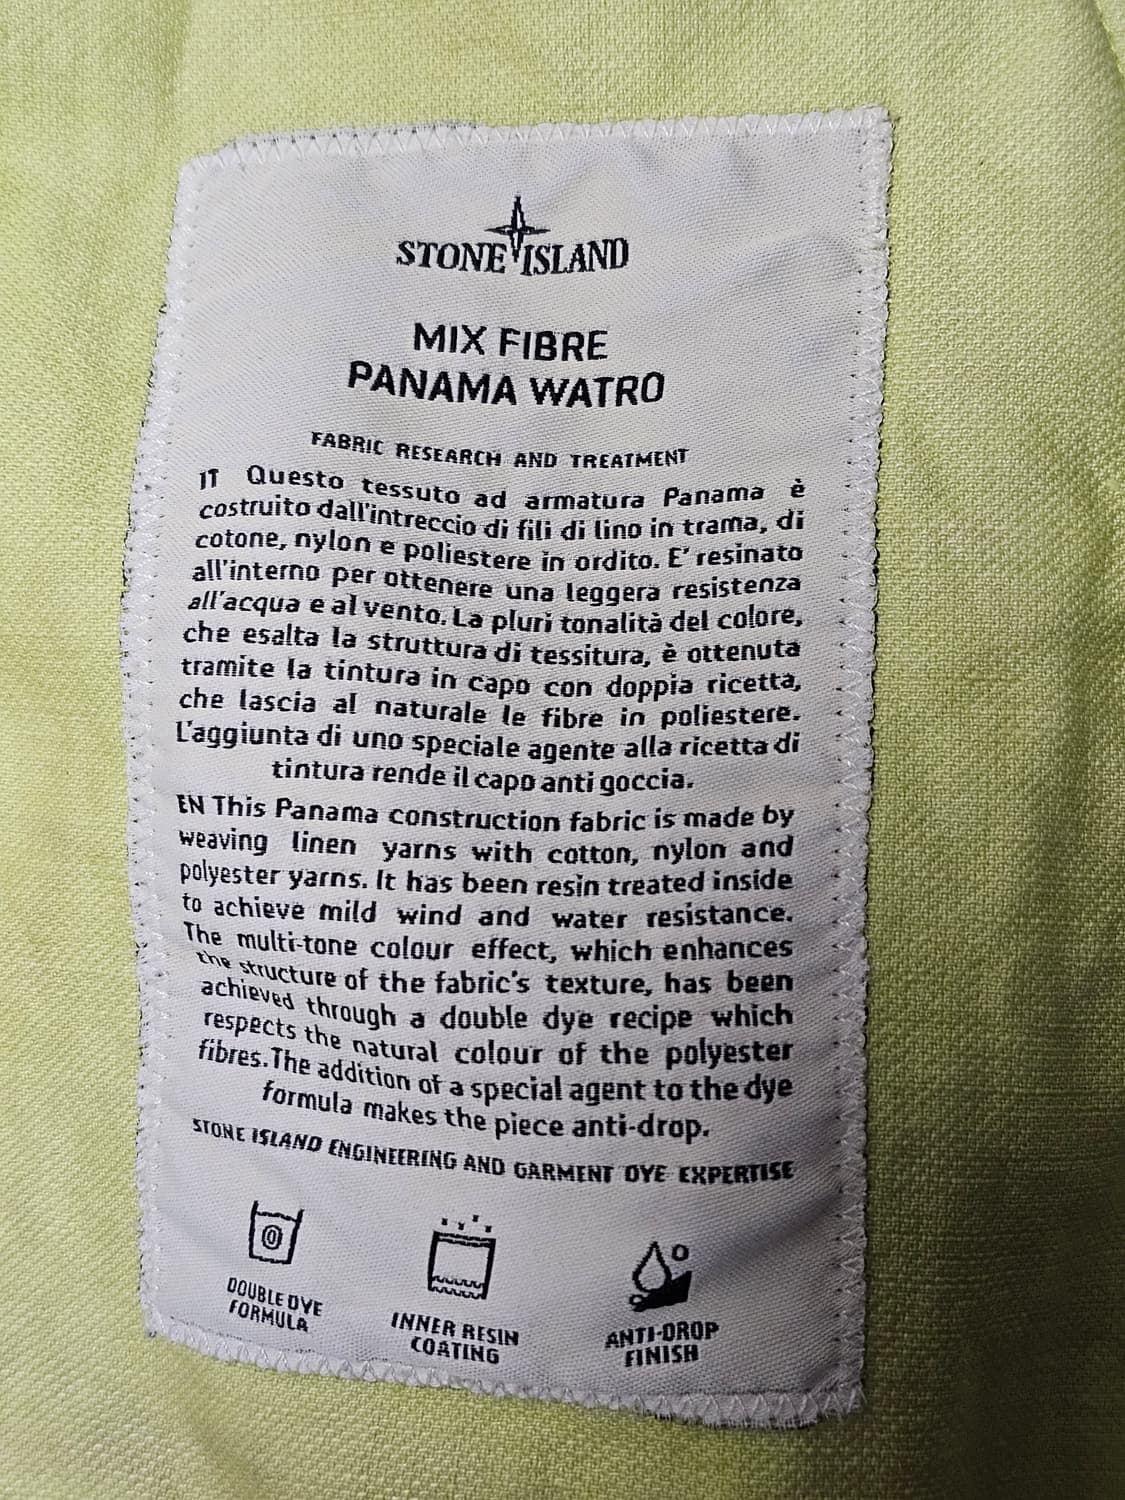 STONE ISLAND
MIX FIBRE
PANAMA WATRO
FABRIC RESEARCH AND TREATMENT
IT Questo tessuto ad armatura Panama è
costruito dall'intreccio di fili di lino in trama, di
cotone, nylon e poliestere in ordito. E' resinato
all'interno per ottenere una leggera resistenza
all'acqua e al vento. La pluri tonalità del colore,
che esalta la struttura di tessitura, è ottenuta
tramite la tintura in capo con doppia ricetta,
che lascia al naturale le fibre in poliestere.
L'aggiunta di uno speciale agente alla ricetta di
tintura rende il capo anti goccia.
EN This Panama construction fabric is made by
weaving linen yarns with cotton, nylon and
polyester yarns. It has been resin treated inside
to achieve mild wind and water resistance.
The multi-tone colour effect, which enhances
the structure of the fabric's texture, has been
achieved through a double dye recipe which
respects the natural colour of the polyester
fibres. The addition of a special agent to the dye
formula makes the piece anti-drop.
STONE ISLAND ENGINEERING AND GARMENT DYE EXPERTISE
DOUBLE DYE
FORMULA
INNER RESIN
COATING
ANTI-DROP
FINISH